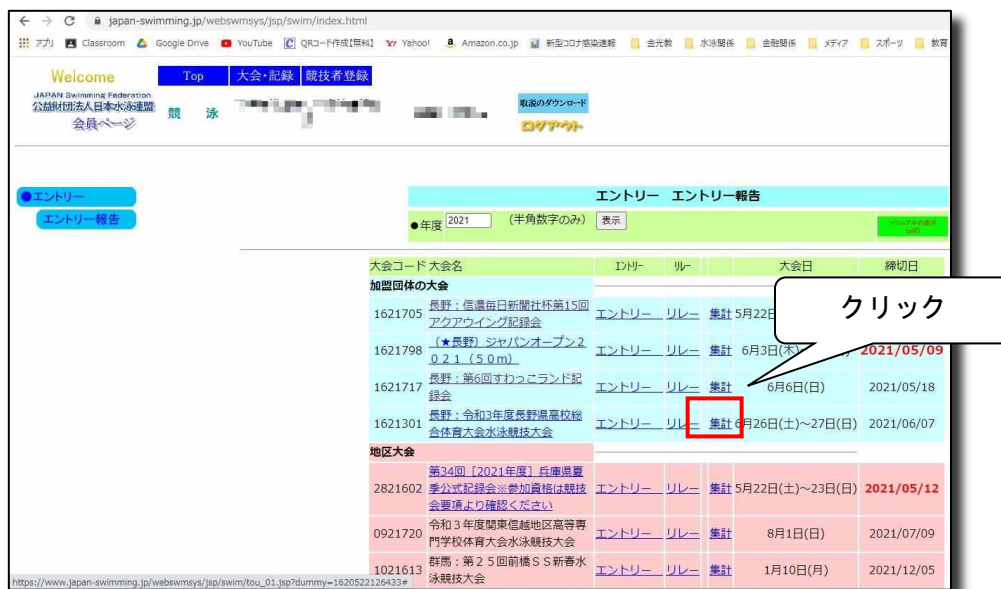 japan-swimming.jp/webswmsys/jsp/swim/index.html
アプリ Classroom Google Drive YouTube QRコード作成【無料】 Yahoo! Amazon.co.jp 新型コロナ感染速報 金光教 水泳関係 金融関係 メディア スポーツ 教育
Welcome
JAPAN Swimming Federation
公益財団法人日本水泳連盟
会員ページ
Top 大会・記録 競技者登録
競 泳
取説のダウンロード
ログアウト
●エントリー
エントリー報告
エントリー エントリー報告
●年度 2021 (半角数字のみ) 表示
大会コード 大会名 エントリー リレー 大会日 締切日
加盟団体の大会
1621705 長野：信濃毎日新聞社杯第15回アクアウイング記録会 エントリー リレー 集計 5月22日
クリック
1621798 (★長野) ジャパンオープン2021 (50m) エントリー リレー 集計 6月3日(木) 2021/05/09
1621717 長野：第6回すわっこランド記録会 エントリー リレー 集計 6月6日(日) 2021/05/18
1621301 長野：令和3年度長野県高校総合体育大会水泳競技大会 エントリー リレー 集計 6月26日(土)～27日(日) 2021/06/07
地区大会
2821602 第34回［2021年度］兵庫県夏季公式記録会※参加資格は競技会要項より確認ください エントリー リレー 集計 5月22日(土)～23日(日) 2021/05/12
0921720 令和３年度関東信越地区高等専門学校体育大会水泳競技大会 エントリー リレー 集計 8月1日(日) 2021/07/09
1021613 群馬：第２５回前橋ＳＳ新春水泳競技大会 エントリー リレー 集計 1月10日(月) 2021/12/05
https://www.japan-swimming.jp/webswmsys/jsp/swim/tou_01.jsp?dummy=1620522126433#